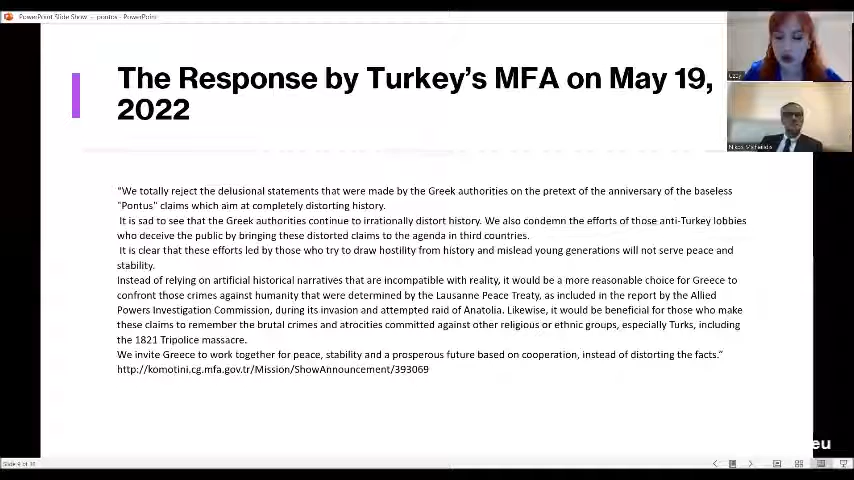 PowerPoint Slide Show - pontos - PowerPoint
The Response by Turkey's MFA on May 19,
2022
"We totally reject the delusional statements that were made by the Greek authorities on the pretext of the anniversary of the baseless
"Pontus" claims which aim at completely distorting history.
It is sad to see that the Greek authorities continue to irrationally distort history. We also condemn the efforts of those anti-Turkey lobbies
who deceive the public by bringing these distorted claims to the agenda in third countries.
It is clear that these efforts led by those who try to draw hostility from history and mislead young generations will not serve peace and
stability.
Instead of relying on artificial historical narratives that are incompatible with reality, it would be a more reasonable choice for Greece to
confront those crimes against humanity that were determined by the Lausanne Peace Treaty, as included in the report by the Allied
Powers Investigation Commission, during its invasion and attempted raid of Anatolia. Likewise, it would be beneficial for those who make
these claims to remember the brutal crimes and atrocities committed against other religious or ethnic groups, especially Turks, including
the 1821 Tripolice massacre.
We invite Greece to work together for peace, stability and a prosperous future based on cooperation, instead of distorting the facts."
http://komotini.cg.mfa.gov.tr/Mission/ShowAnnouncement/393069
eu